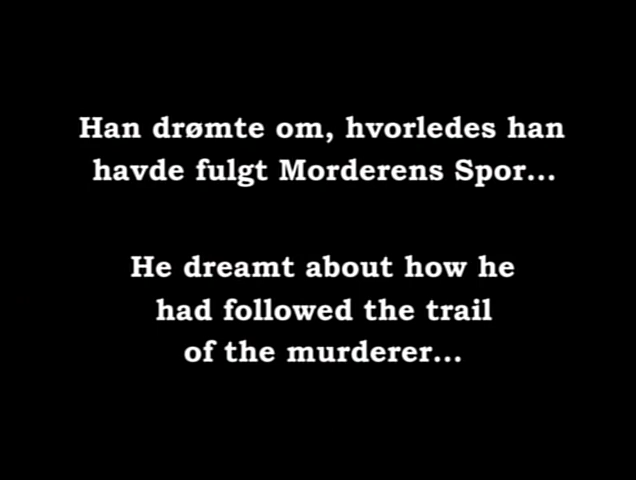 Han drømte om, hvorledes han
havde fulgt Morderens Spor...
He dreamt about how he
had followed the trail
of the murderer...